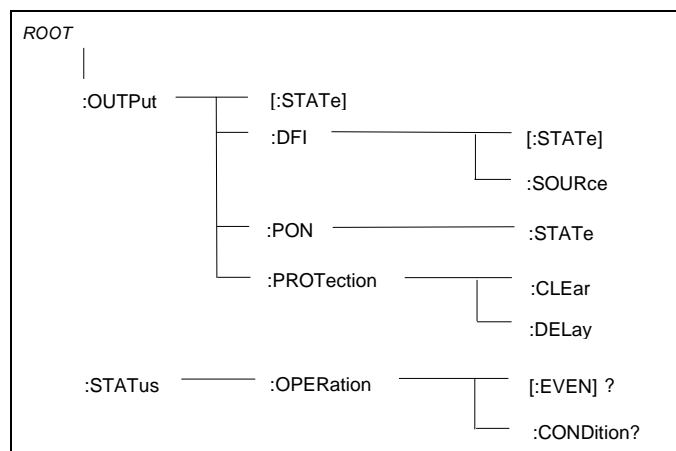 ROOT
:OUTPut [:STATe]
:DFI [:STATe]
:SOURce
:PON :STATe
:PROTection :CLEar
:DELay
:STATus :OPERation [:EVEN] ?
:CONDition?